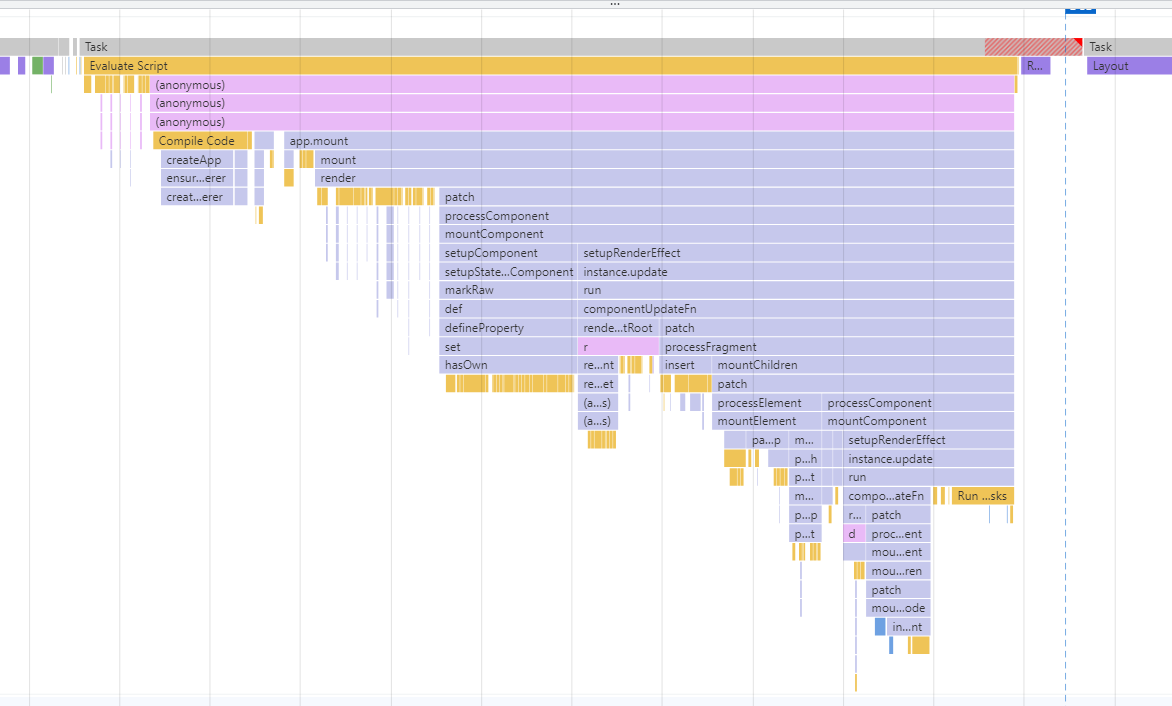 ...
Task Task
Evaluate Script R... Layout
(anonymous)
(anonymous)
(anonymous)
Compile Code app.mount
createApp mount
ensur...erer render
creat...erer patch
processComponent
mountComponent
setupComponent setupRenderEffect
setupState...Component instance.update
markRaw run
def componentUpdateFn
defineProperty rende...tRoot patch
set r processFragment
hasOwn re...nt insert mountChildren
re...et patch
(a...s) processElement processComponent
(a...s) mountElement mountComponent
pa...p m... setupRenderEffect
p...h instance.update
p...t run
m... compo...ateFn Run ...sks
p...p r... patch
p...t d proc...ent
mou...ent
mou...ren
patch
mou...ode
in...nt